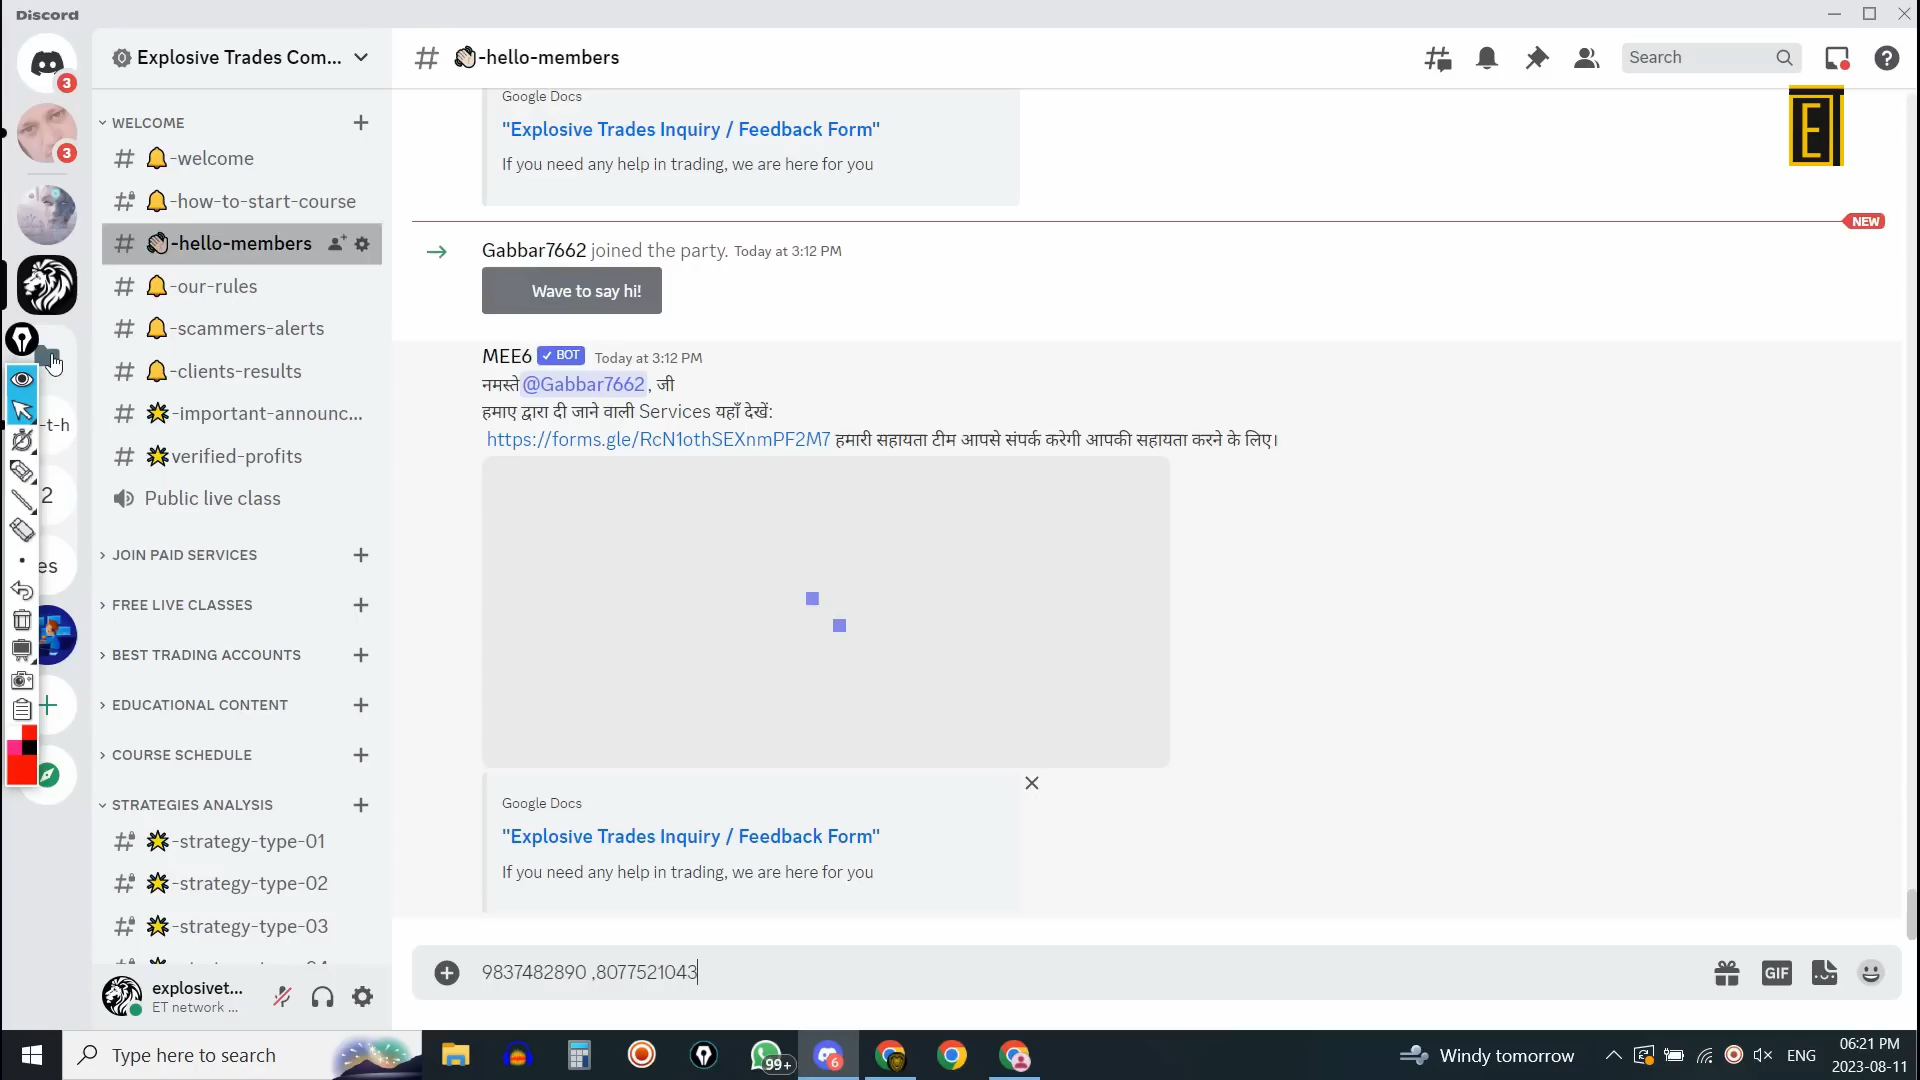 Discord
Explosive Trades Com...
-hello-members
Search
3
3
WELCOME
-welcome
-how-to-start-course
-hello-members
-our-rules
-scammers-alerts
-clients-results
-important-announc...
verified-profits
Public live class
JOIN PAID SERVICES
FREE LIVE CLASSES
BEST TRADING ACCOUNTS
EDUCATIONAL CONTENT
COURSE SCHEDULE
STRATEGIES ANALYSIS
-strategy-type-01
-strategy-type-02
-strategy-type-03
-t-h
2
es
explosivet...
ET network ...
Google Docs
"Explosive Trades Inquiry / Feedback Form"
If you need any help in trading, we are here for you
E
NEW
Gabbar7662 joined the party. Today at 3:12 PM
Wave to say hi!
MEE6 BOT Today at 3:12 PM
नमस्ते@Gabbar7662, जी
हमाए द्वारा दी जाने वाली Services यहाँ देखें:
https://forms.gle/RcN1othSEXnmPF2M7 हमारी सहायता टीम आपसे संपर्क करेगी आपकी सहायता करने के लिए।
Google Docs
"Explosive Trades Inquiry / Feedback Form"
If you need any help in trading, we are here for you
9837482890 ,8077521043
GIF
Type here to search
99+
6
Windy tomorrow
ENG
06:21 PM
2023-08-11